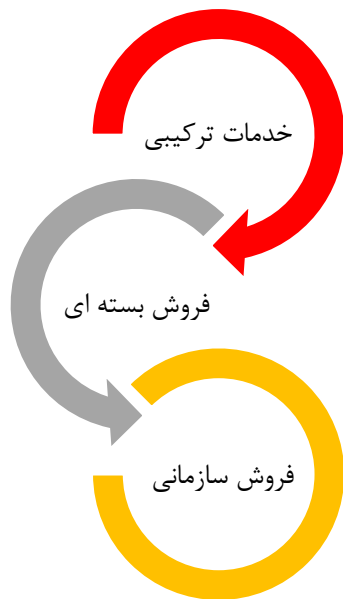 خدمات ترکیبی
فروش بسته ای
فروش سازمانی